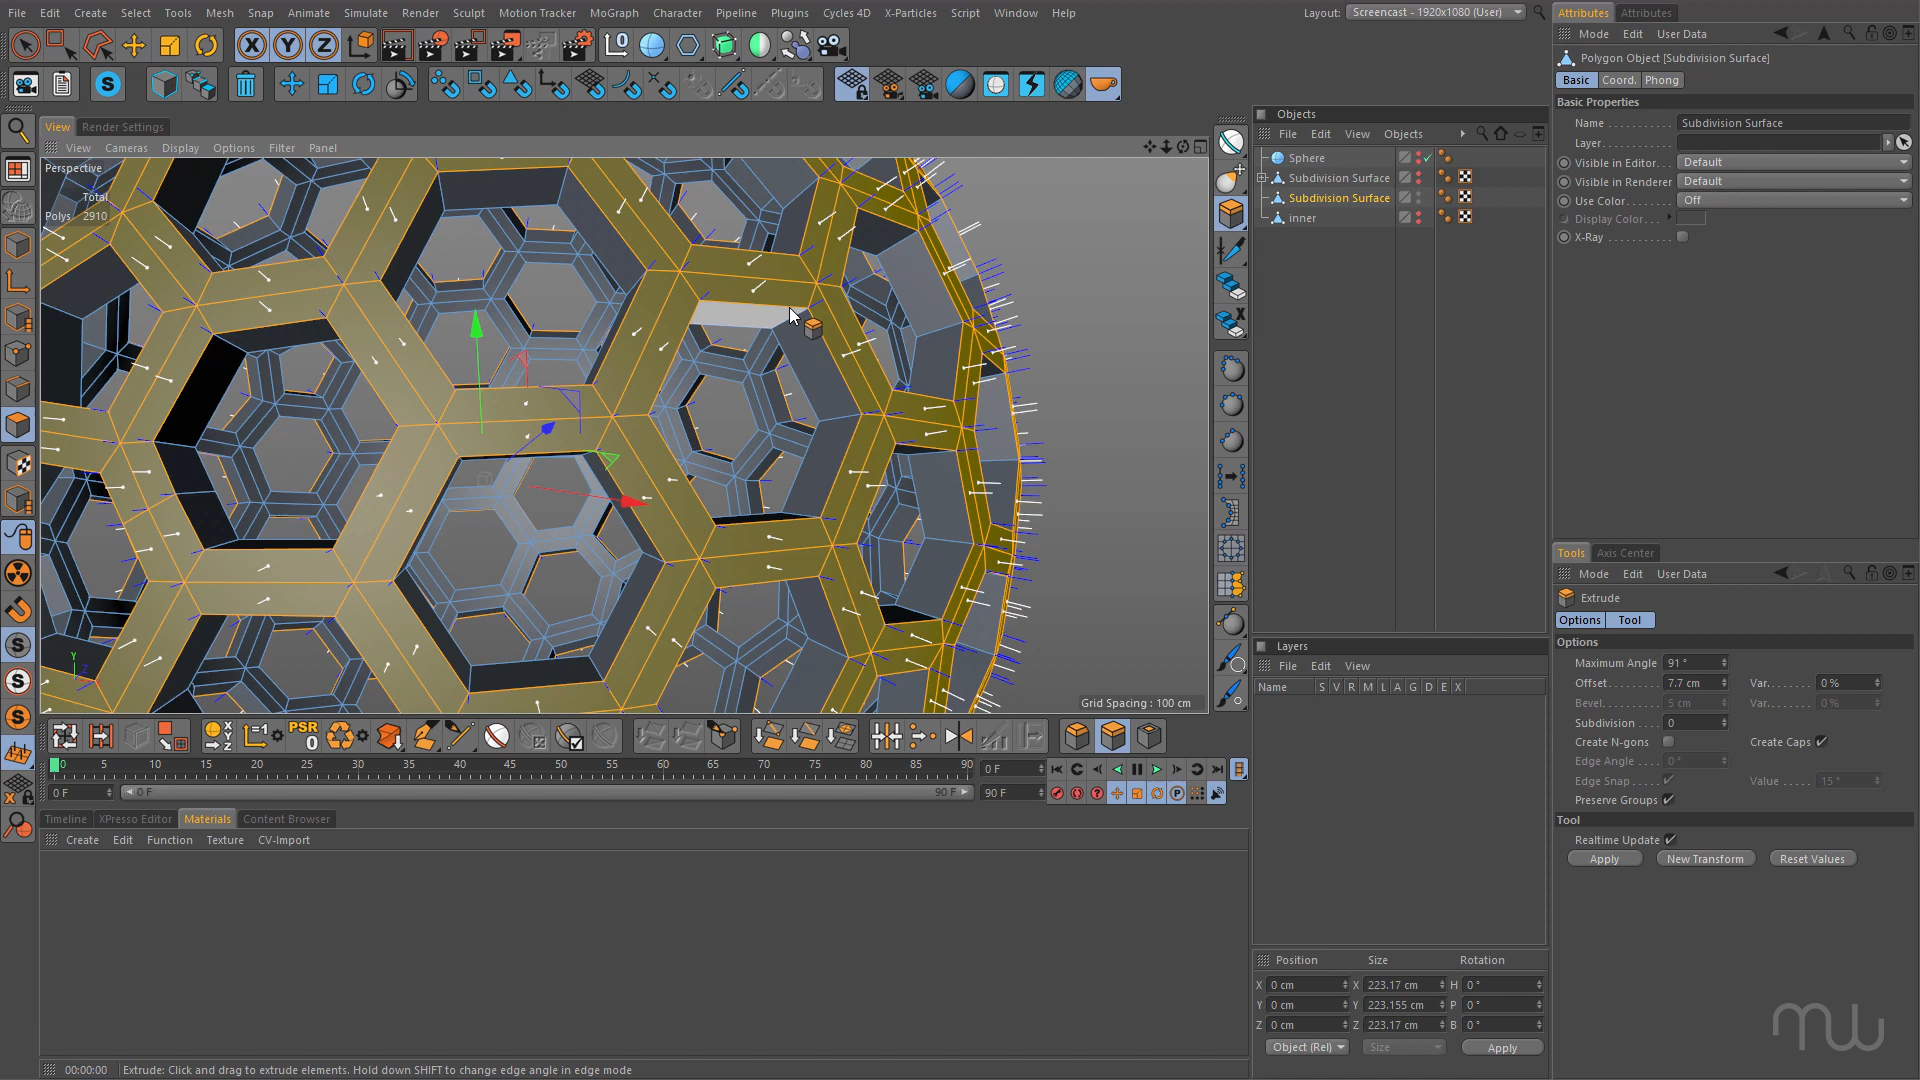 File Edit Create Select Tools Mesh Snap Animate Simulate Render Sculpt Motion Tracker MoGraph Character Pipeline Plugins Cycles 4D X-Particles Script Window Help
Layout: Screencast - 1920x1080 (User)
View Render Settings
View Cameras Display Options Filter Panel
Perspective
Total
Polys 2910
Y
Z
Grid Spacing : 100 cm
PSR
0
0 5 10 15 20 25 30 35 40 45 50 55 60 65 70 75 80 85 90
0 F
0 F
0 F
90 F
90 F
Timeline XPresso Editor Materials Content Browser
Create Edit Function Texture CV-Import
00:00:00 Extrude: Click and drag to extrude elements. Hold down SHIFT to change edge angle in edge mode
Objects
File Edit View Objects
Sphere
Subdivision Surface
Subdivision Surface
inner
Layers
File Edit View
Name S V R M L A G D E X
Position Size Rotation
X 0 cm X 223.17 cm H 0 °
Y 0 cm Y 223.155 cm P 0 °
Z 0 cm Z 223.17 cm B 0 °
Object (Rel) Size Apply
Attributes Attributes
Mode Edit User Data
Polygon Object [Subdivision Surface]
Basic Coord. Phong
Basic Properties
Name Subdivision Surface
Layer
Visible in Editor Default
Visible in Renderer Default
Use Color Off
Display Color
X-Ray
Tools Axis Center
Mode Edit User Data
Extrude
Options Tool
Options
Maximum Angle 91 °
Offset 7.7 cm Var. 0 %
Bevel 5 cm Var. 0 %
Subdivision 0
Create N-gons Create Caps
Edge Angle 0 °
Edge Snap Value 15 °
Preserve Groups
Tool
Realtime Update
Apply New Transform Reset Values
mw